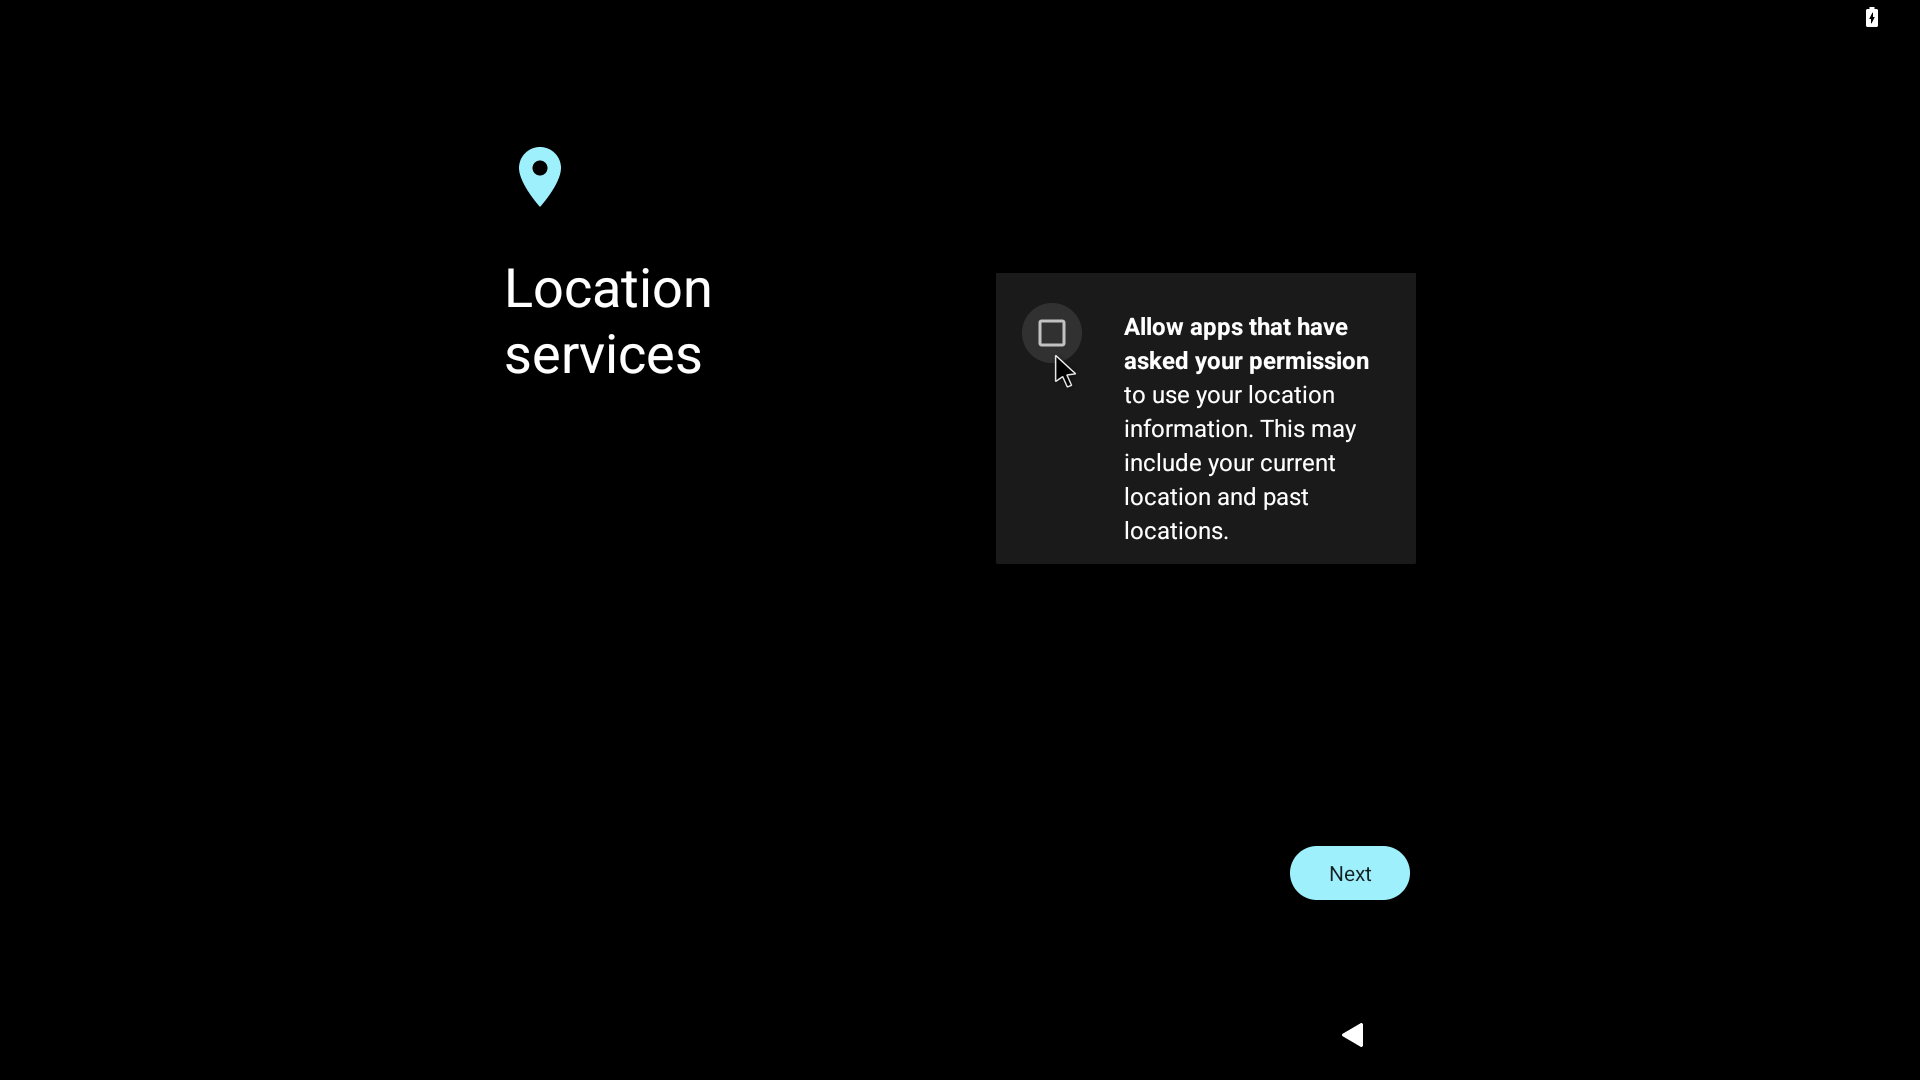 Location
services
Allow apps that have
asked your permission
to use your location
information. This may
include your current
location and past
locations.
Next